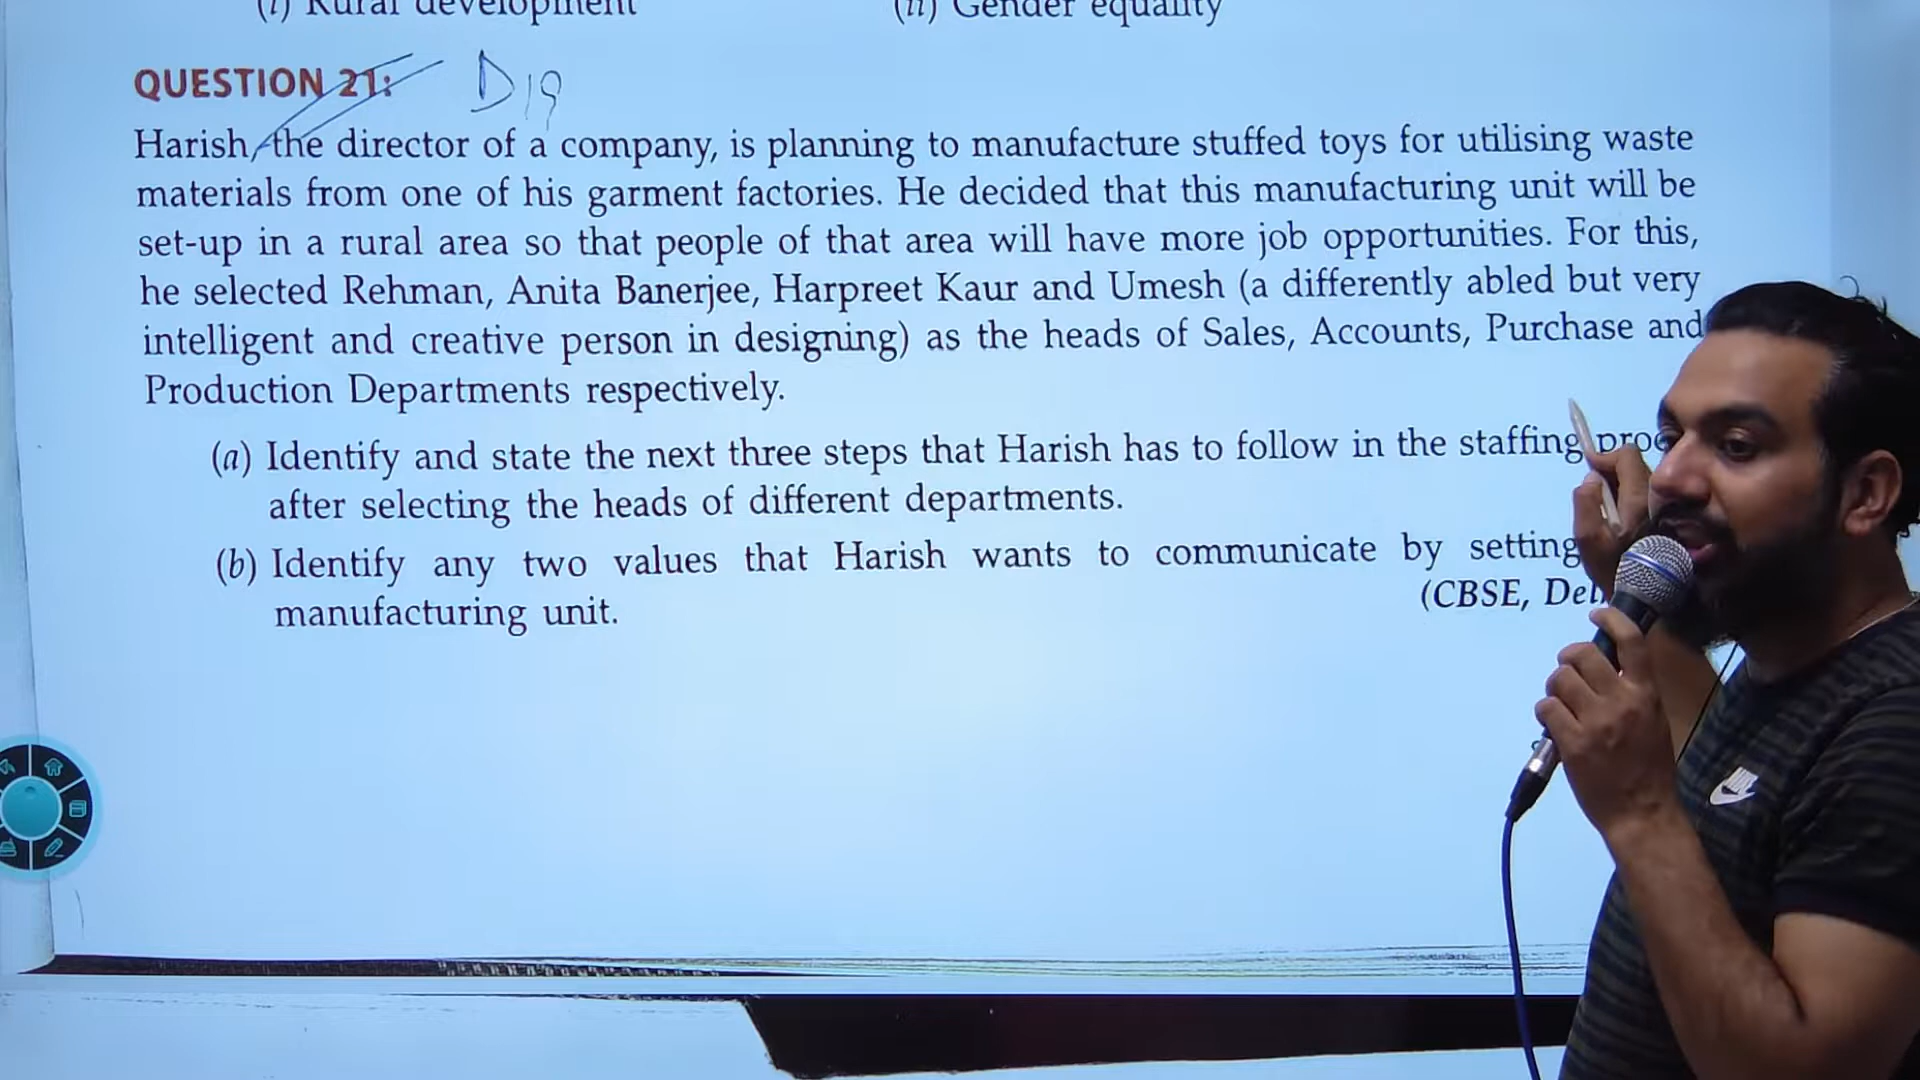 (i) Rural development (ii) Gender equality
QUESTION 21: D19
Harish, the director of a company, is planning to manufacture stuffed toys for utilising waste
materials from one of his garment factories. He decided that this manufacturing unit will be
set-up in a rural area so that people of that area will have more job opportunities. For this,
he selected Rehman, Anita Banerjee, Harpreet Kaur and Umesh (a differently abled but very
intelligent and creative person in designing) as the heads of Sales, Accounts, Purchase and
Production Departments respectively.
(a) Identify and state the next three steps that Harish has to follow in the staffing
after selecting the heads of different departments.
(b) Identify any two values that Harish wants to communicate by setting
manufacturing unit.
(CBSE,